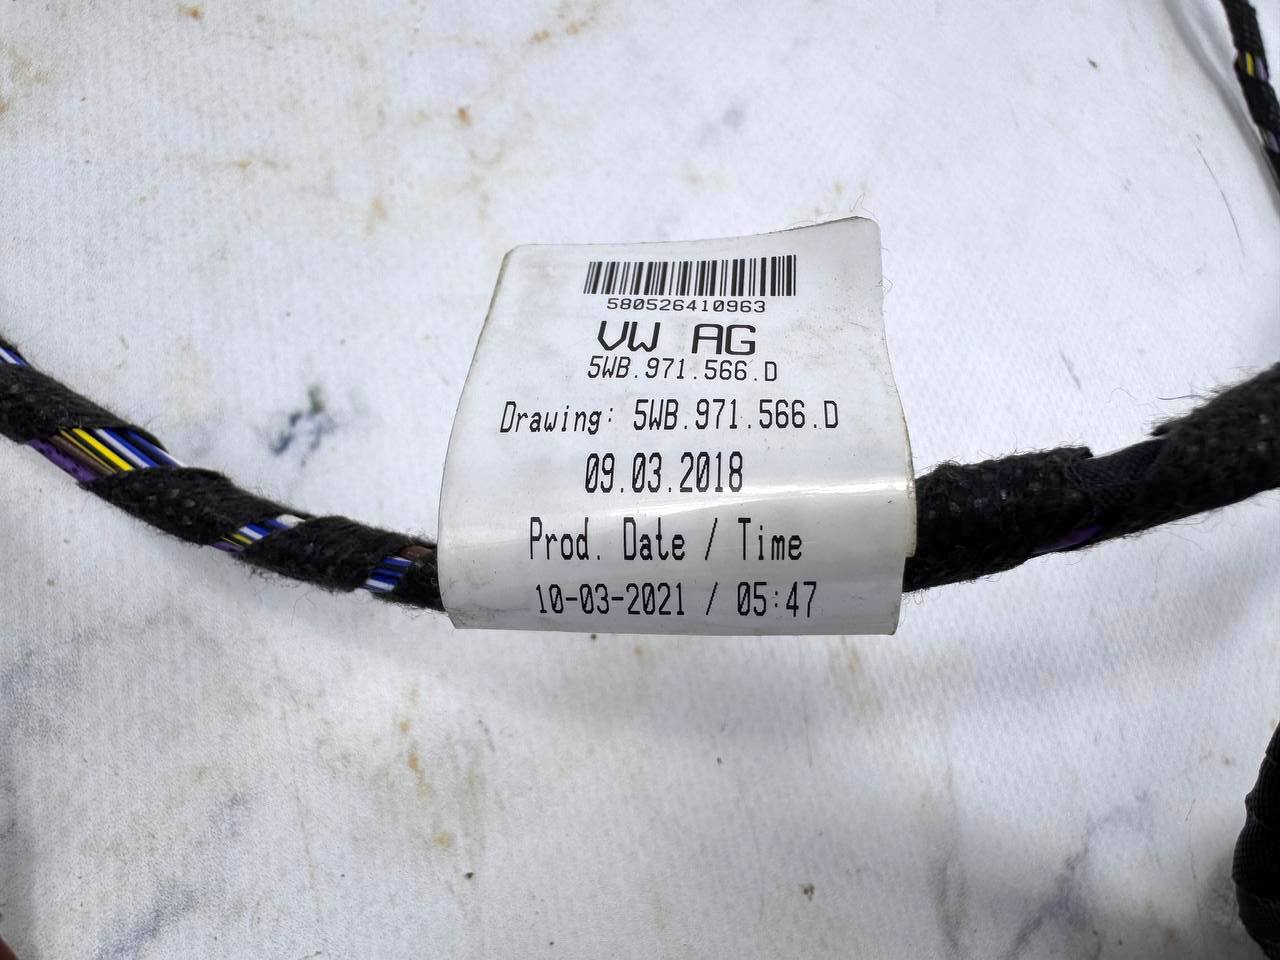 580526410963
VW AG
5WB.971.566.D
Drawing: 5WB.971.566.D
09.03.2018
Prod. Date / Time
10-03-2021 / 05:47